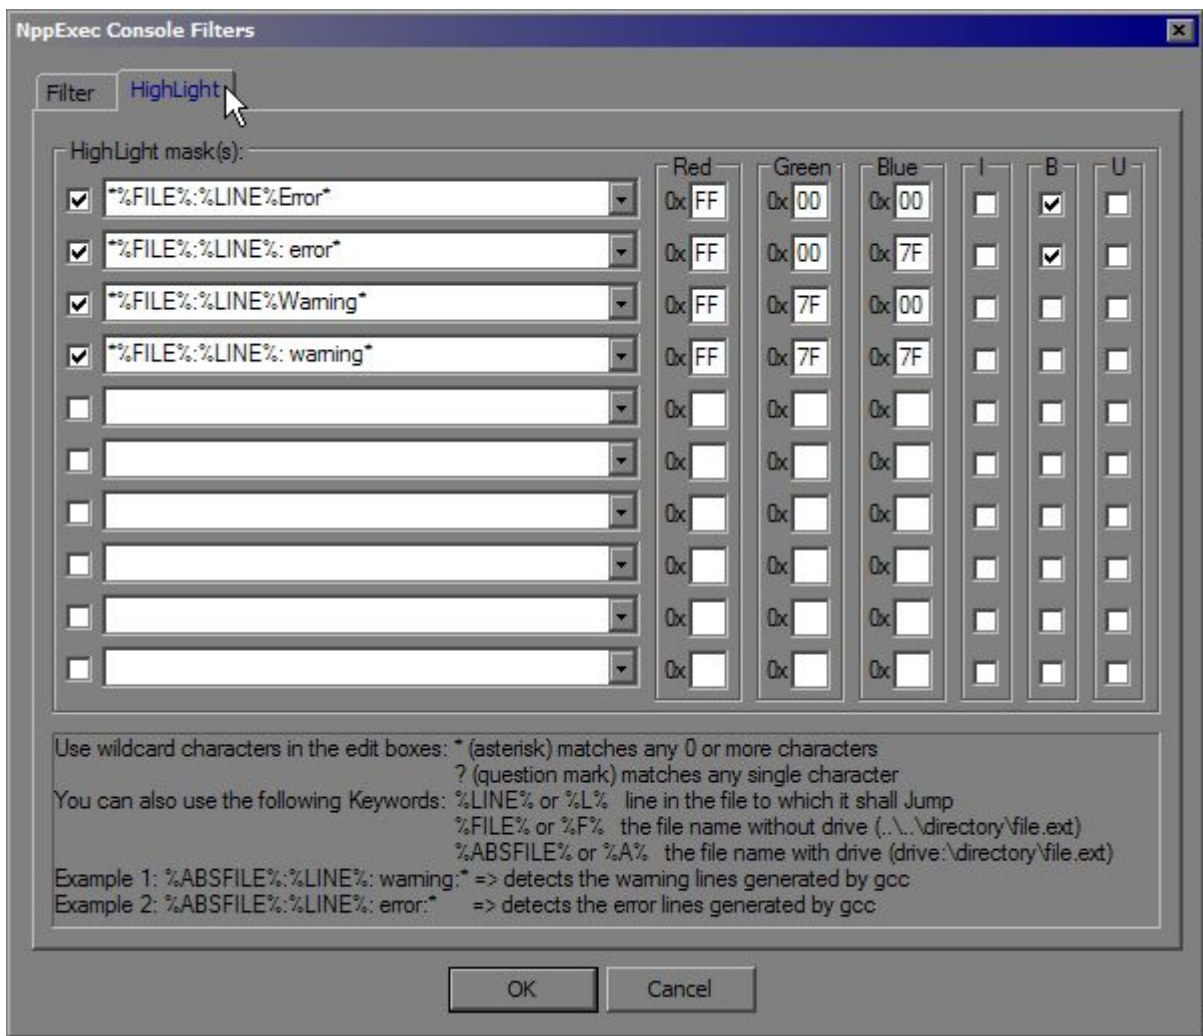 NppExec Console Filters
Filter HighLight
HighLight mask(s):
Red Green Blue I B U
*%FILE%:%LINE%Error* 0x FF 0x 00 0x 00
*%FILE%:%LINE%: error* 0x FF 0x 00 0x 7F
*%FILE%:%LINE%Warning* 0x FF 0x 7F 0x 00
*%FILE%:%LINE%: warning* 0x FF 0x 7F 0x 7F
0x 0x 0x
0x 0x 0x
0x 0x 0x
0x 0x 0x
0x 0x 0x
0x 0x 0x
Use wildcard characters in the edit boxes: * (asterisk) matches any 0 or more characters
? (question mark) matches any single character
You can also use the following Keywords: %LINE% or %L% line in the file to which it shall Jump
%FILE% or %F% the file name without drive (..\..\directory\file.ext)
%ABSFILE% or %A% the file name with drive (drive:\directory\file.ext)
Example 1: %ABSFILE%:%LINE%: warning:* => detects the warning lines generated by gcc
Example 2: %ABSFILE%:%LINE%: error:* => detects the error lines generated by gcc
OK Cancel